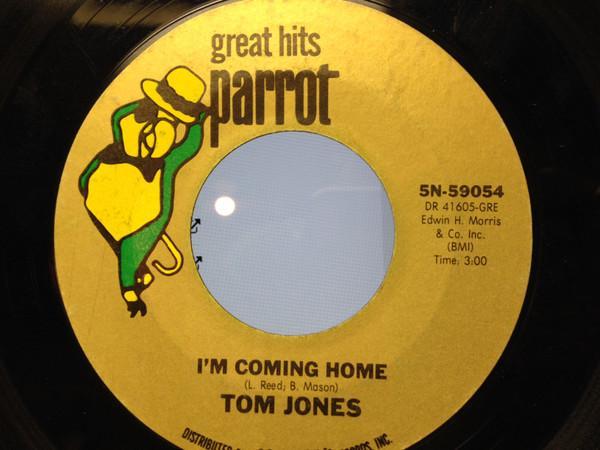 great hits
parrot
5N-59054
DR 41605-GRE
Edwin H. Morris
& Co. Inc.
(BMI)
Time: 3:00
I'M COMING HOME
(L. Reed; B. Mason)
TOM JONES
INC.